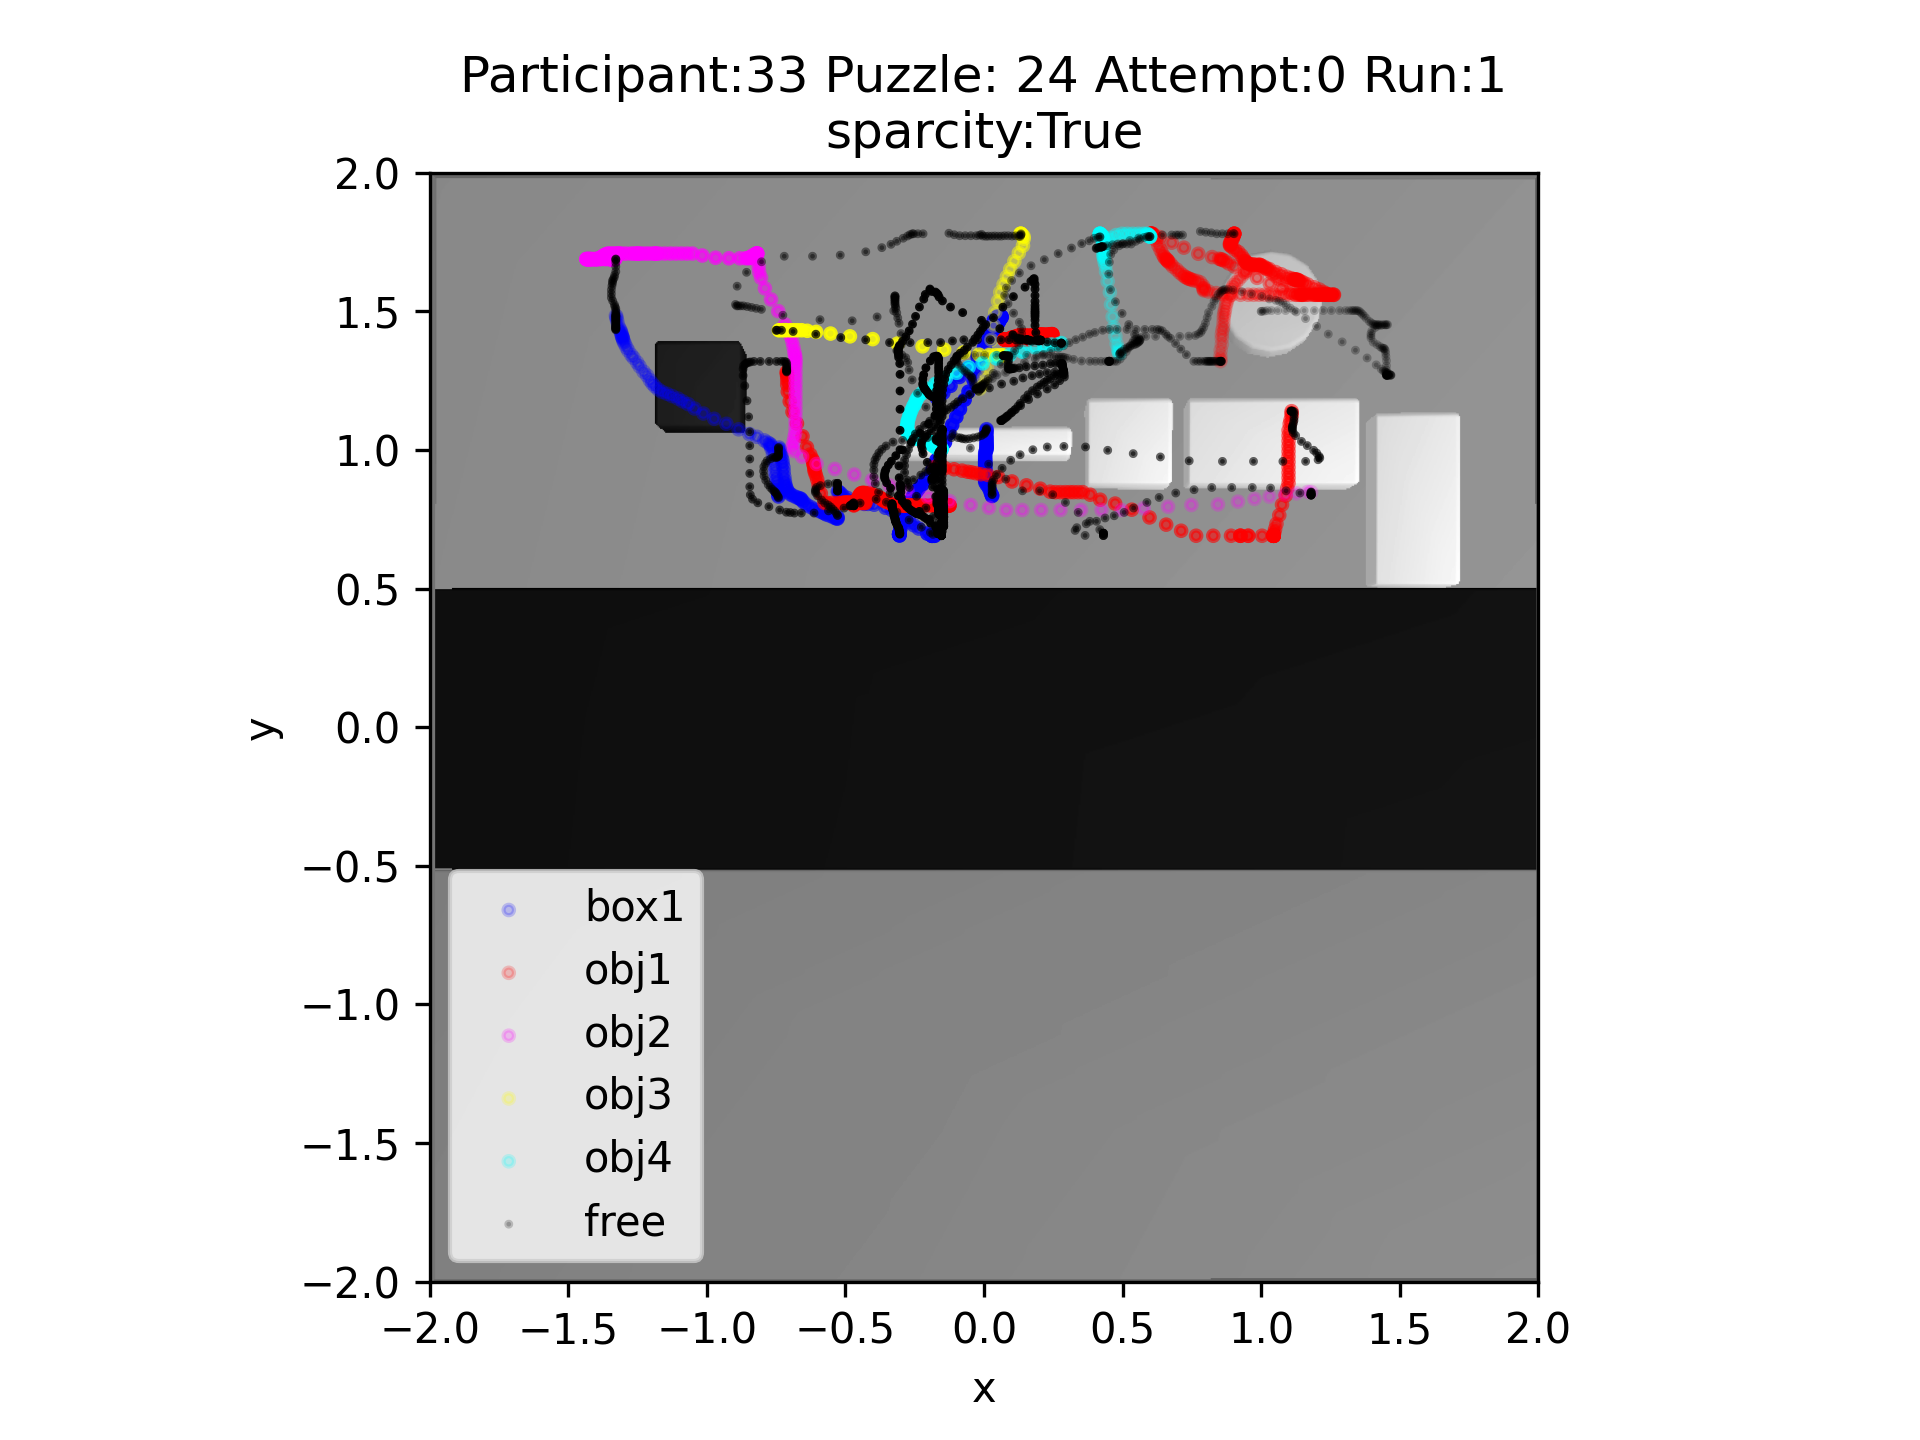 Participant:33 Puzzle: 24 Attempt:0 Run:1
sparcity:True
2.0
1.5
1.0
0.5
0.0
−0.5
−1.0
−1.5
−2.0
y
box1
obj1
obj2
obj3
obj4
free
−2.0 −1.5 −1.0 −0.5 0.0 0.5 1.0 1.5 2.0
x